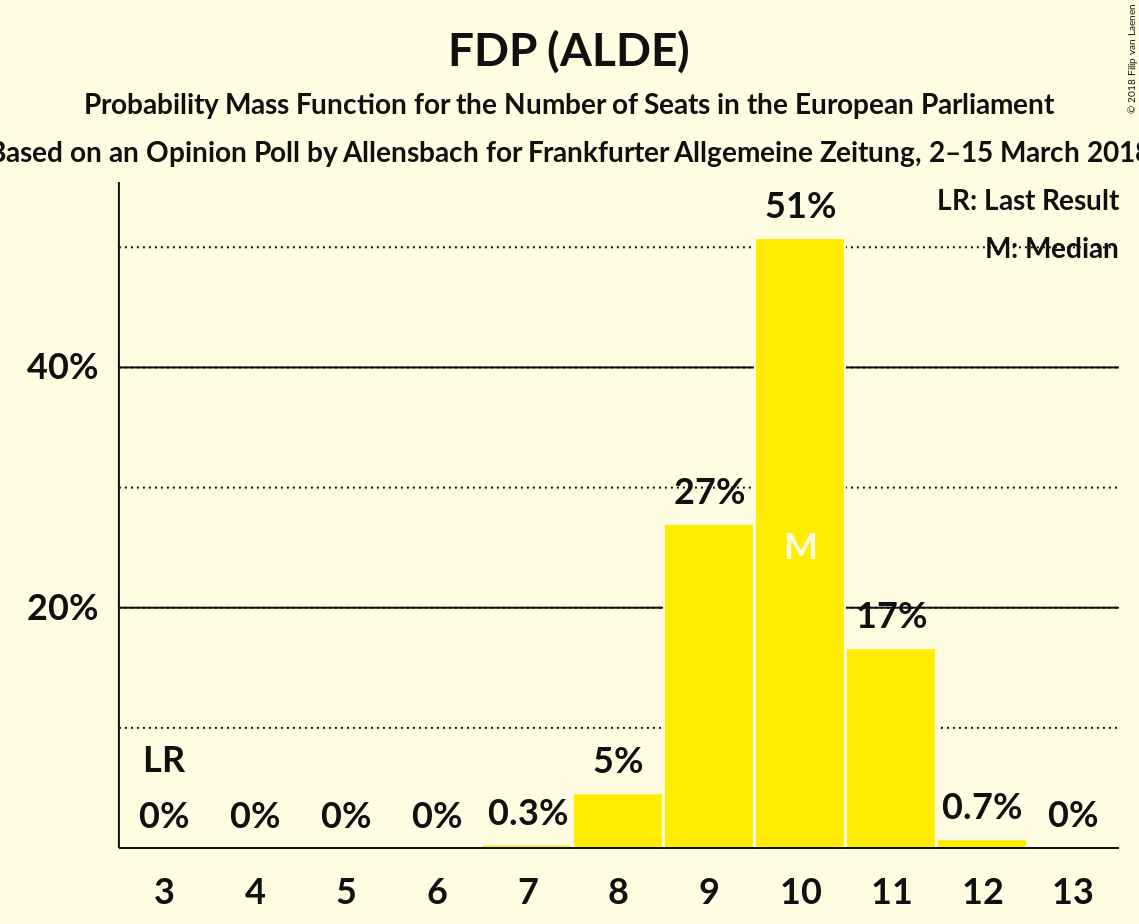 FDP (ALDE)
Probability Mass Function for the Number of Seats in the European Parliament
Based on an Opinion Poll by Allensbach for Frankfurter Allgemeine Zeitung, 2–15 March 2018
© 2018 Filip van Laenen
LR: Last Result
M: Median
51%
40%
27%
M
20%
17%
LR
5%
0% 0% 0% 0% 0.3% 0.7% 0%
3 4 5 6 7 8 9 10 11 12 13